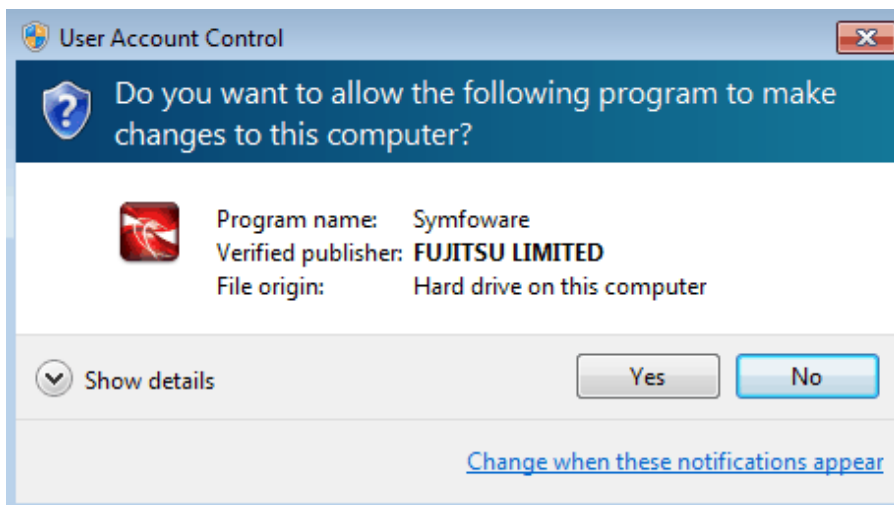 User Account Control
Do you want to allow the following program to make
changes to this computer?
Program name: Symfoware
Verified publisher: FUJITSU LIMITED
File origin: Hard drive on this computer
Show details
Yes
No
Change when these notifications appear